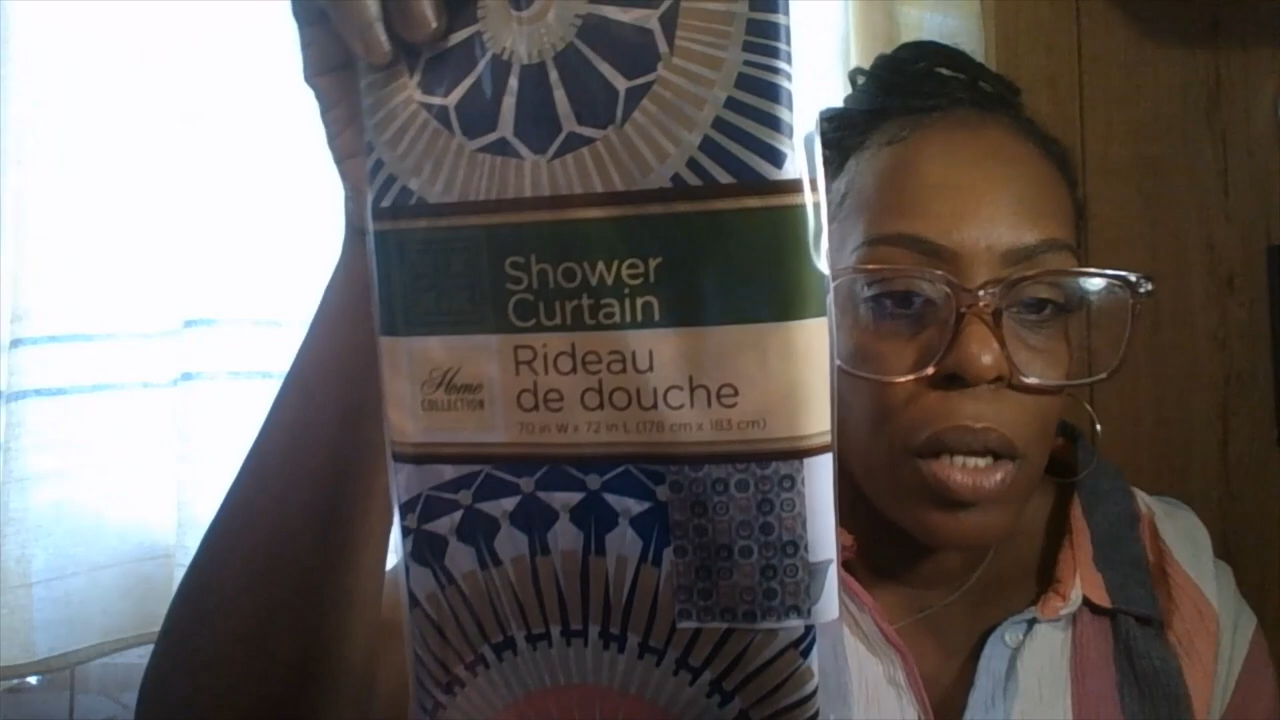 Shower
Curtain
Rideau
de douche
Home
COLLECTION
70 in W x 72 in L (178 cm x 183 cm)